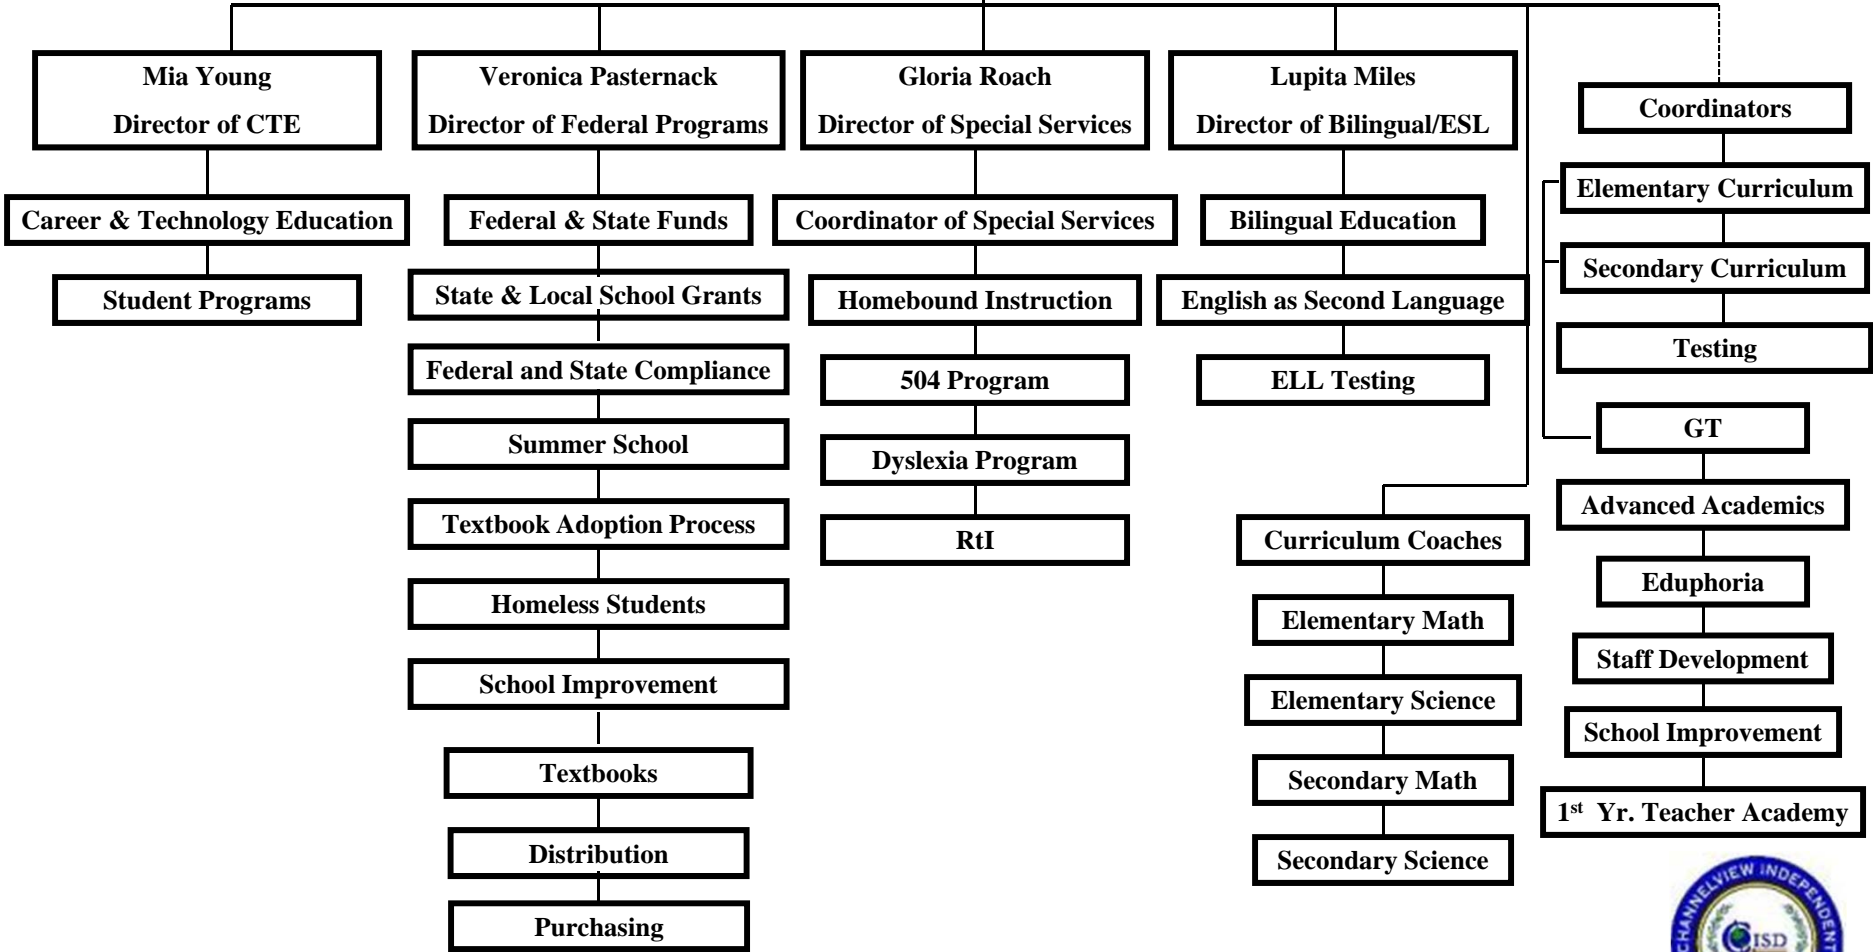 Mia Young
Director of CTE
Career & Technology Education
Student Programs
Veronica Pasternack
Director of Federal Programs
Federal & State Funds
State & Local School Grants
Federal and State Compliance
Summer School
Textbook Adoption Process
Homeless Students
School Improvement
Textbooks
Distribution
Purchasing
Gloria Roach
Director of Special Services
Coordinator of Special Services
Homebound Instruction
504 Program
Dyslexia Program
RtI
Lupita Miles
Director of Bilingual/ESL
Bilingual Education
English as Second Language
ELL Testing
Curriculum Coaches
Elementary Math
Elementary Science
Secondary Math
Secondary Science
Coordinators
Elementary Curriculum
Secondary Curriculum
Testing
GT
Advanced Academics
Eduphoria
Staff Development
School Improvement
1st Yr. Teacher Academy
CHANNELVIEW INDEPENDENT
CISD